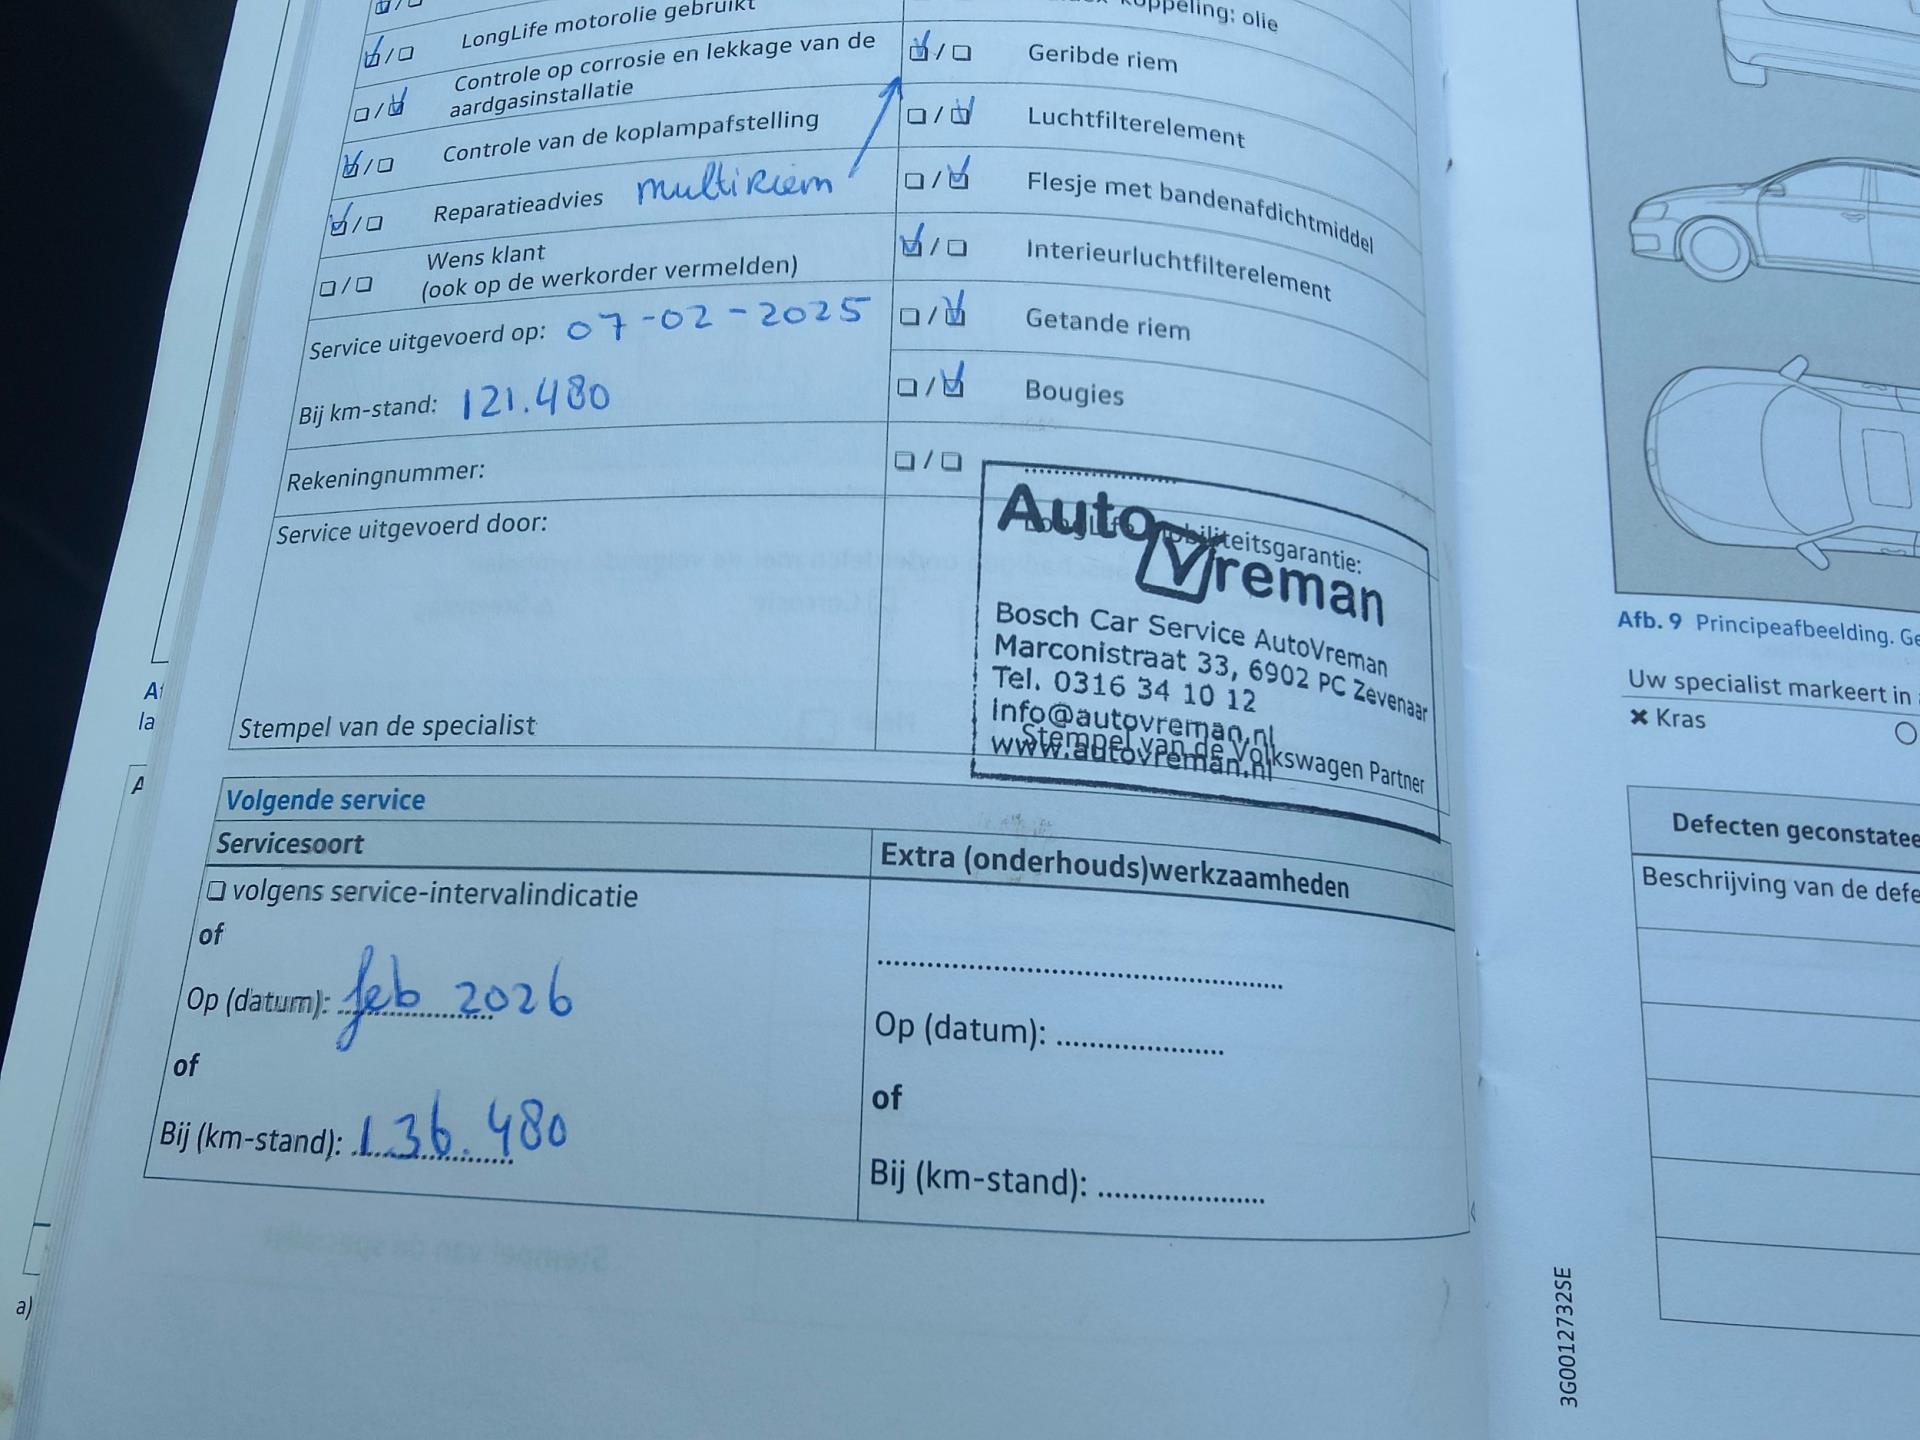 LongLife motorolie gebruikt
Controle op corrosie en lekkage van de
aardgasinstallatie
Controle van de koplampafstelling
Reparatieadvies multiriem
Wens klant
(ook op de werkorder vermelden)
Service uitgevoerd op: 07-02-2025
Bij km-stand: 121.480
Rekeningnummer:
Service uitgevoerd door:
Stempel van de specialist
koppeling: olie
Geribde riem
Luchtfilterelement
Flesje met bandenafdichtmiddel
Interieurluchtfilterelement
Getande riem
Bougies
mobiliteitsgarantie:
AutoVreman
Bosch Car Service AutoVreman
Marconistraat 33, 6902 PC Zevenaar
Tel. 0316 34 10 12
info@autovreman.nl
www.autovreman.nl
Stempel van de Volkswagen Partner
Volgende service
Servicesoort
volgens service-intervalindicatie
of
Op (datum): feb 2026
of
Bij (km-stand): 136.480
Extra (onderhouds)werkzaamheden
Op (datum):
of
Bij (km-stand):
Afb. 9 Principeafbeelding. Ge
Uw specialist markeert in
Kras
Defecten geconstatee
Beschrijving van de defe
3G0012732SE
la
a)